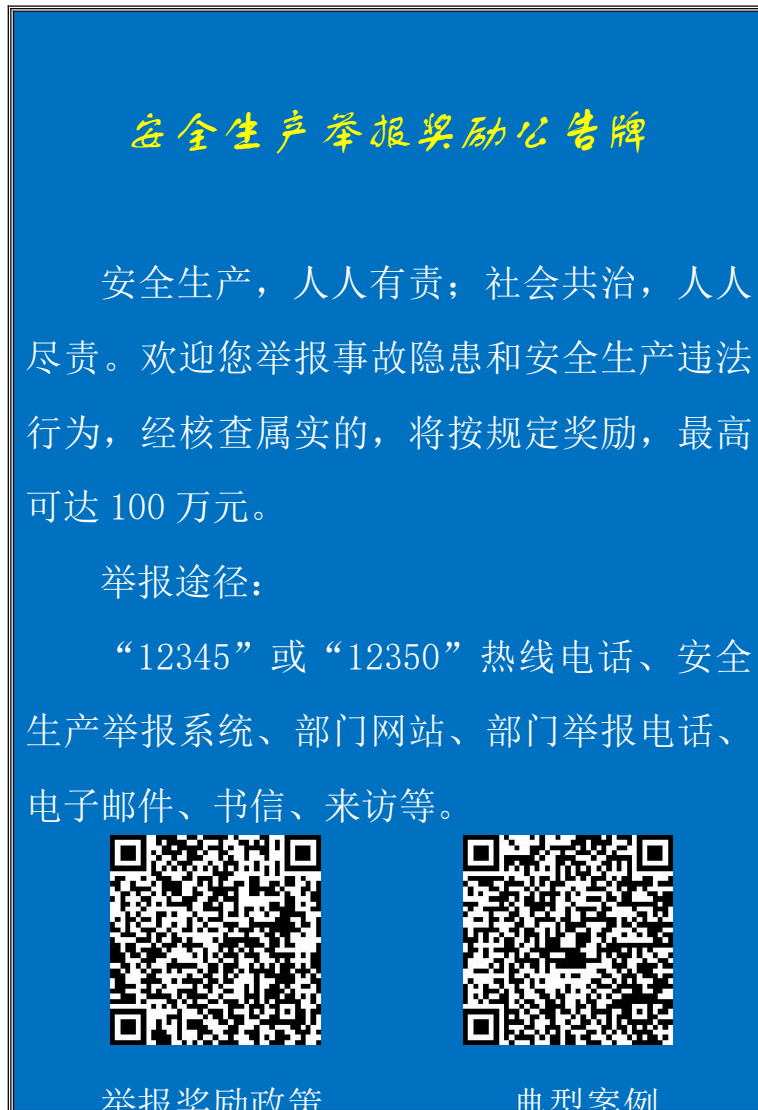 安全生产举报奖励公告牌
安全生产，人人有责；社会共治，人人
尽责。欢迎您举报事故隐患和安全生产违法
行为，经核查属实的，将按规定奖励，最高
可达 100 万元。
举报途径：
“12345”或“12350”热线电话、安全
生产举报系统、部门网站、部门举报电话、
电子邮件、书信、来访等。
举报奖励政策 典型案例